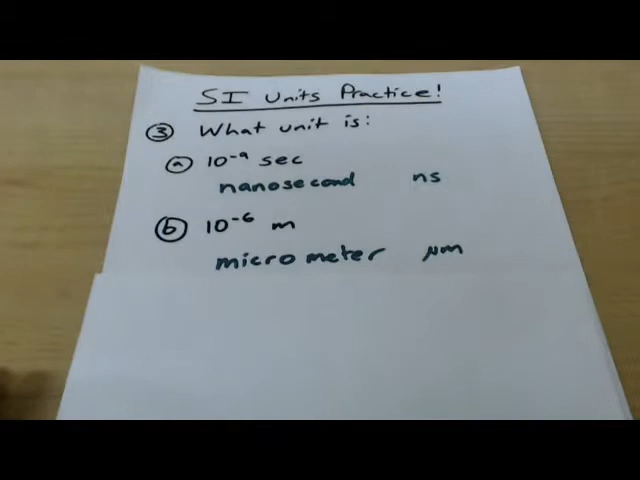 SI Units Practice!
③ What unit is:
ⓐ 10⁻⁹ sec
nanosecond ns
ⓑ 10⁻⁶ m
micrometer μm